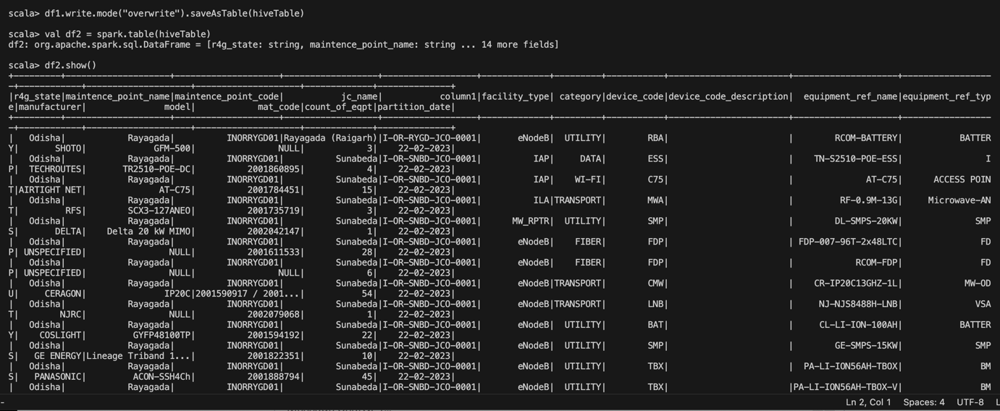 scala> df1.write.mode("overwrite").saveAsTable(hiveTable)
scala> val df2 = spark.table(hiveTable)
df2: org.apache.spark.sql.DataFrame = [r4g_state: string, maintence_point_name: string ... 14 more fields]
scala> df2.show()
|r4g_state|maintence_point_name|maintence_point_code| jc_name| column1|facility_type| category|device_code|device_code_description| equipment_ref_name|equipment_ref_typ
e|manufacturer| model| mat_code|count_of_eqpt|partition_date|
| Odisha| Rayagada| INORRYGD01|Rayagada (Raigarh)|I-OR-RYGD-JCO-0001| eNodeB| UTILITY| RBA| | RCOM-BATTERY| BATTER
Y| SHOTO| GFM-500| NULL| 3| 22-02-2023|
| Odisha| Rayagada| INORRYGD01| Sunabeda|I-OR-SNBD-JCO-0001| IAP| DATA| ESS| | TN-S2510-POE-ESS| I
P| TECHROUTES| TR2510-POE-DC| 2001860895| 4| 22-02-2023|
| Odisha| Rayagada| INORRYGD01| Sunabeda|I-OR-SNBD-JCO-0001| IAP| WI-FI| C75| | AT-C75| ACCESS POIN
T|AIRTIGHT NET| AT-C75| 2001784451| 15| 22-02-2023|
| Odisha| Rayagada| INORRYGD01| Sunabeda|I-OR-SNBD-JCO-0001| ILA|TRANSPORT| MWA| | RF-0.9M-13G| Microwave-AN
T| RFS| SCX3-127ANEO| 2001735719| 3| 22-02-2023|
| Odisha| Rayagada| INORRYGD01| Sunabeda|I-OR-SNBD-JCO-0001| MW_RPTR| UTILITY| SMP| | DL-SMPS-20KW| SMP
S| DELTA| Delta 20 kW MIMO| 2002042147| 1| 22-02-2023|
| Odisha| Rayagada| INORRYGD01| Sunabeda|I-OR-SNBD-JCO-0001| eNodeB| FIBER| FDP| | FDP-007-96T-2x48LTC| FD
P| UNSPECIFIED| NULL| 2001611533| 28| 22-02-2023|
| Odisha| Rayagada| INORRYGD01| Sunabeda|I-OR-SNBD-JCO-0001| eNodeB| FIBER| FDP| | RCOM-FDP| FD
P| UNSPECIFIED| NULL| NULL| 6| 22-02-2023|
| Odisha| Rayagada| INORRYGD01| Sunabeda|I-OR-SNBD-JCO-0001| eNodeB|TRANSPORT| CMW| | CR-IP20C13GHZ-1L| MW-OD
U| CERAGON| IP20C|2001590917 / 2001...| 54| 22-02-2023|
| Odisha| Rayagada| INORRYGD01| Sunabeda|I-OR-SNBD-JCO-0001| eNodeB|TRANSPORT| LNB| | NJ-NJS8488H-LNB| VSA
T| NJRC| NULL| 2002079068| 1| 22-02-2023|
| Odisha| Rayagada| INORRYGD01| Sunabeda|I-OR-SNBD-JCO-0001| eNodeB| UTILITY| BAT| | CL-LI-ION-100AH| BATTER
Y| COSLIGHT| GYFP48100TP| 2001594192| 22| 22-02-2023|
| Odisha| Rayagada| INORRYGD01| Sunabeda|I-OR-SNBD-JCO-0001| eNodeB| UTILITY| SMP| | GE-SMPS-15KW| SMP
S| GE ENERGY|Lineage Triband 1...| 2001822351| 10| 22-02-2023|
| Odisha| Rayagada| INORRYGD01| Sunabeda|I-OR-SNBD-JCO-0001| eNodeB| UTILITY| TBX| | PA-LI-ION56AH-TBOX| BM
S| PANASONIC| ACON-SSH4Ch| 2001888794| 45| 22-02-2023|
| Odisha| Rayagada| INORRYGD01| Sunabeda|I-OR-SNBD-JCO-0001| eNodeB| UTILITY| TBX| |PA-LI-ION56AH-TBOX-V| BM
Ln 2, Col 1 Spaces: 4 UTF-8 L